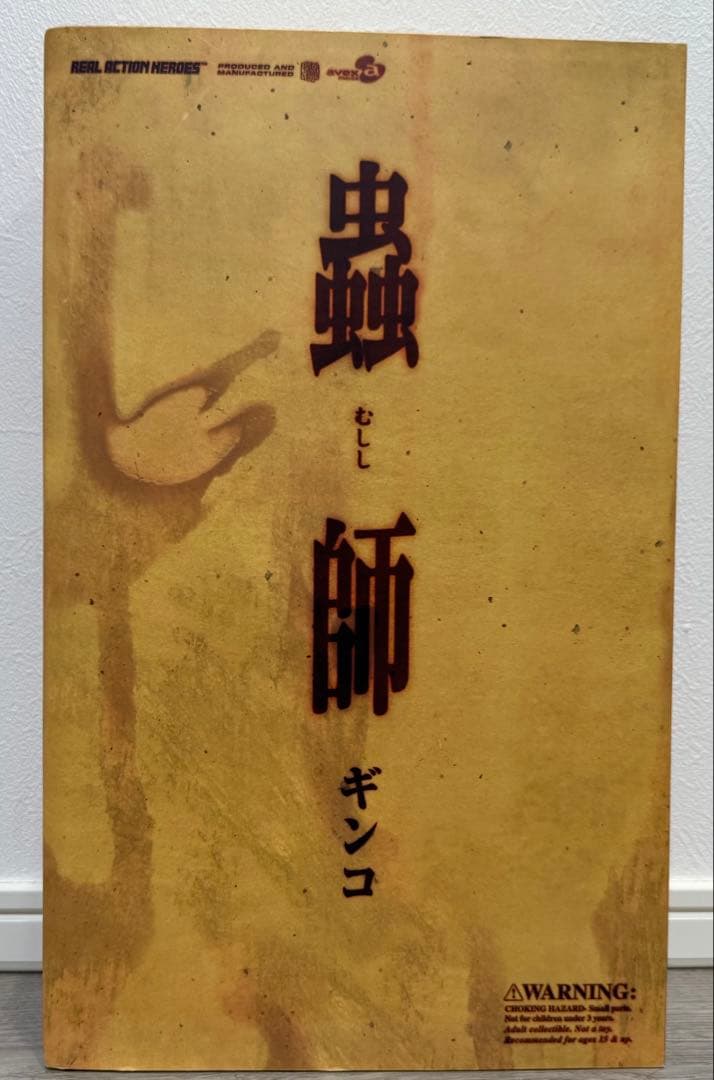 REAL ACTION HEROES™
PRODUCED AND
MANUFACTURED
avex
蟲
むしし
師
ギンコ
⚠WARNING:
CHOKING HAZARD- Small parts.
Not for children under 3 years.
Adult collectible. Not a toy.
Recommended for ages 15 & up.